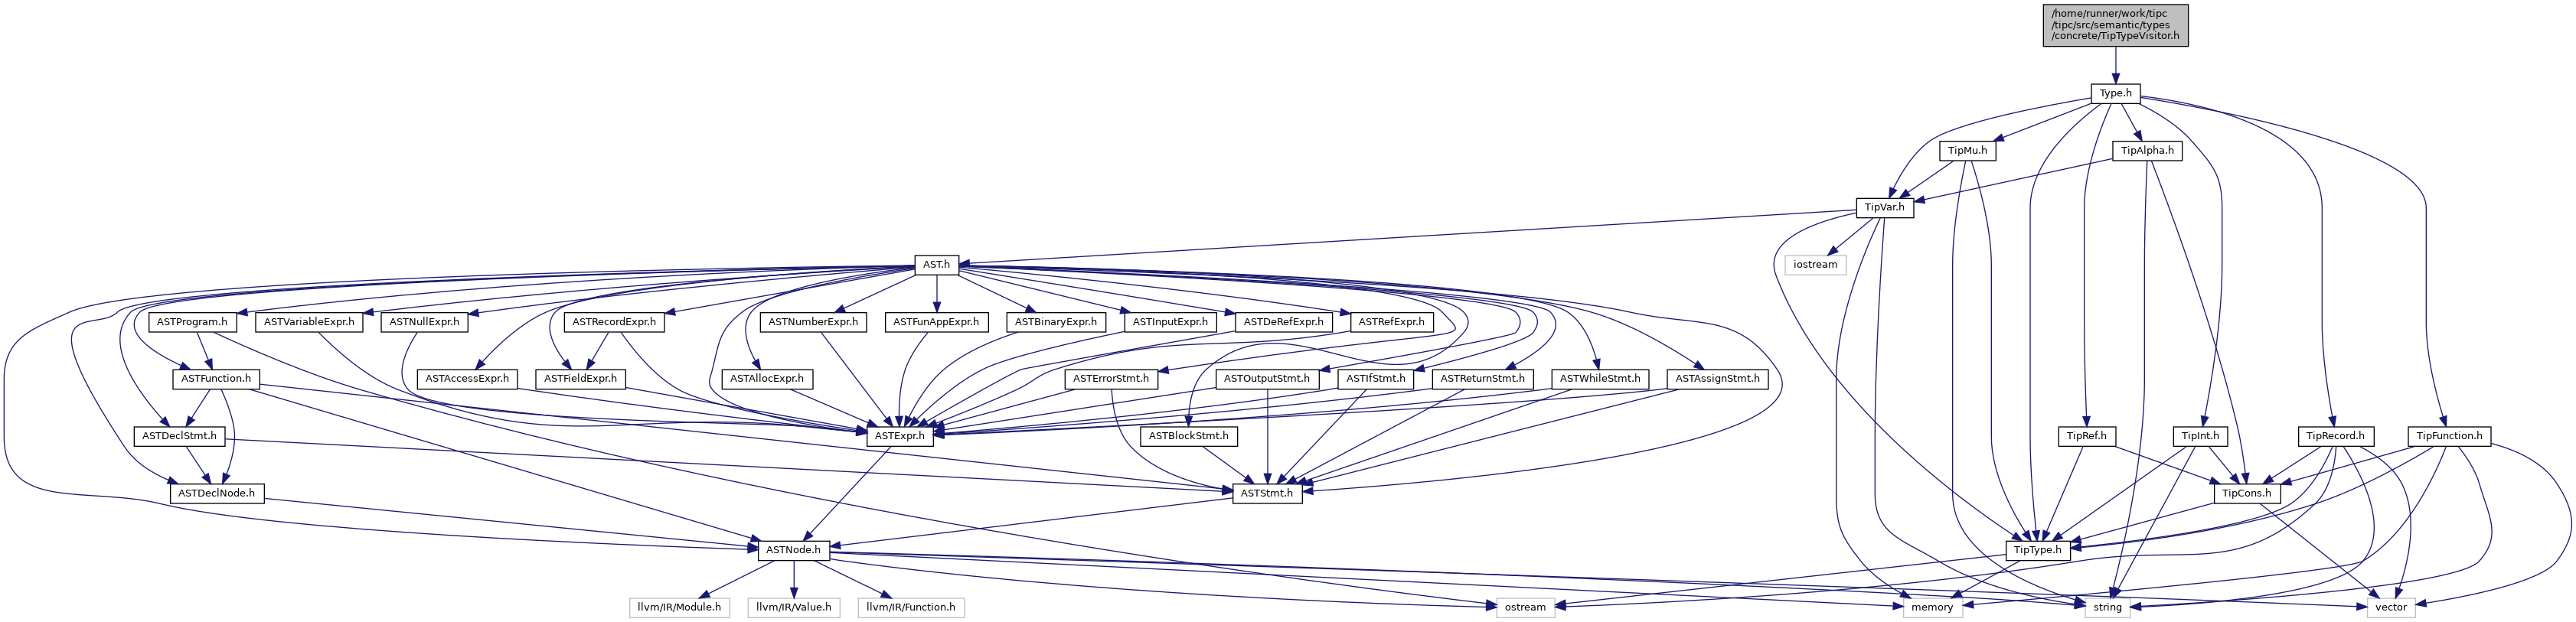 /home/runner/work/tipc
/tipc/src/semantic/types
/concrete/TipTypeVisitor.h
Type.h
TipMu.h
TipAlpha.h
TipVar.h
AST.h
iostream
ASTProgram.h
ASTVariableExpr.h
ASTNullExpr.h
ASTRecordExpr.h
ASTNumberExpr.h
ASTFunAppExpr.h
ASTBinaryExpr.h
ASTInputExpr.h
ASTDeRefExpr.h
ASTRefExpr.h
ASTFunction.h
ASTAccessExpr.h
ASTFieldExpr.h
ASTAllocExpr.h
ASTErrorStmt.h
ASTOutputStmt.h
ASTIfStmt.h
ASTReturnStmt.h
ASTWhileStmt.h
ASTAssignStmt.h
ASTDeclStmt.h
ASTExpr.h
ASTBlockStmt.h
TipRef.h
TipInt.h
TipRecord.h
TipFunction.h
ASTDeclNode.h
ASTStmt.h
TipCons.h
ASTNode.h
TipType.h
llvm/IR/Module.h
llvm/IR/Value.h
llvm/IR/Function.h
ostream
memory
string
vector